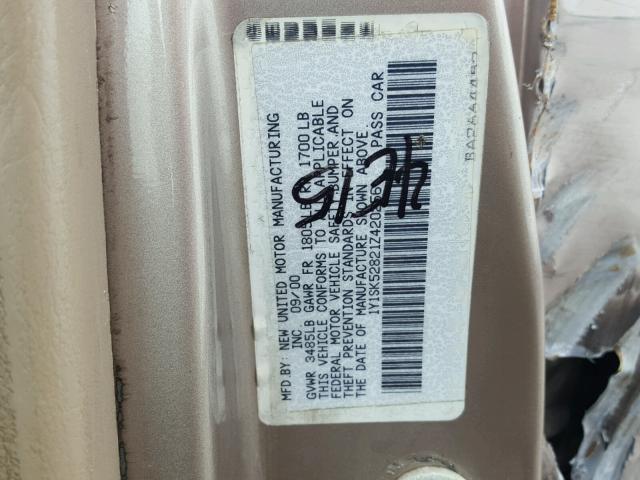 MFD.BY: NEW UNITED MOTOR MANUFACTURING
INC 09/00
GVWR 3485LB GAWR FR 1805LB RR 1700 LB
THIS VEHICLE CONFORMS TO ALL APPLICABLE
FEDERAL MOTOR VEHICLE SAFETY BUMPER AND
THEFT PREVENTION STANDARDS IN EFFECT ON
THE DATE OF MANUFACTURE SHOWN ABOVE.
PASS CAR